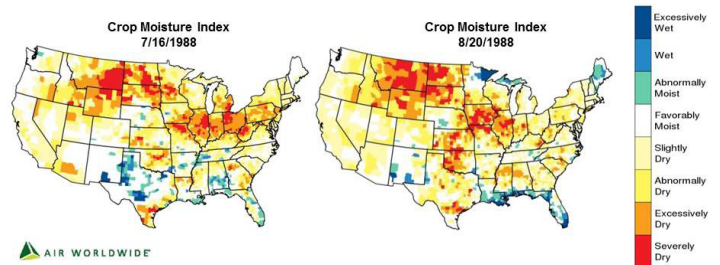 Crop Moisture Index
7/16/1988
Crop Moisture Index
8/20/1988
Excessively
Wet
Wet
Abnormally
Moist
Favorably
Moist
Slightly
Dry
Abnormally
Dry
Excessively
Dry
Severely
Dry
AIR WORLDWIDE